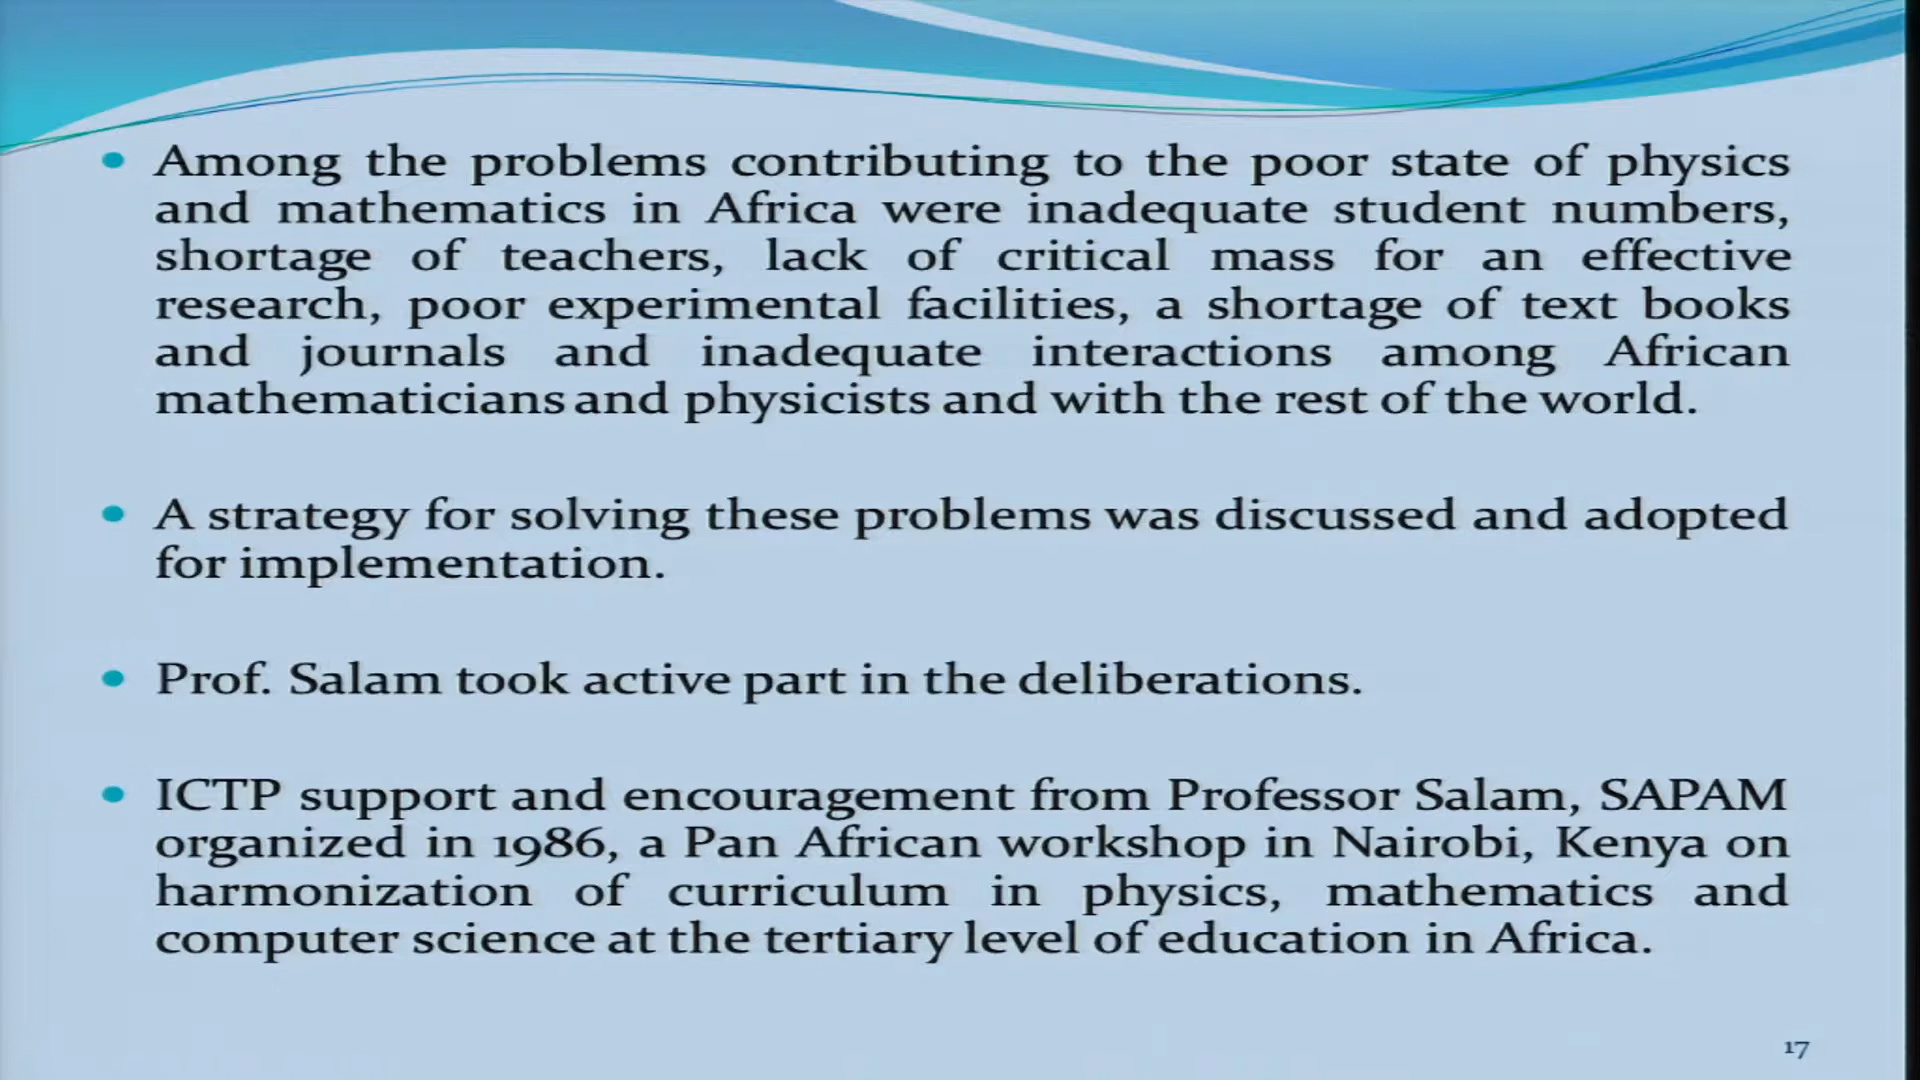 Among the problems contributing to the poor state of physics
and mathematics in Africa were inadequate student numbers,
shortage of teachers, lack of critical mass for an effective
research, poor experimental facilities, a shortage of text books
and journals and inadequate interactions among African
mathematicians and physicists and with the rest of the world.
A strategy for solving these problems was discussed and adopted
for implementation.
Prof. Salam took active part in the deliberations.
ICTP support and encouragement from Professor Salam, SAPAM
organized in 1986, a Pan African workshop in Nairobi, Kenya on
harmonization of curriculum in physics, mathematics and
computer science at the tertiary level of education in Africa.
17